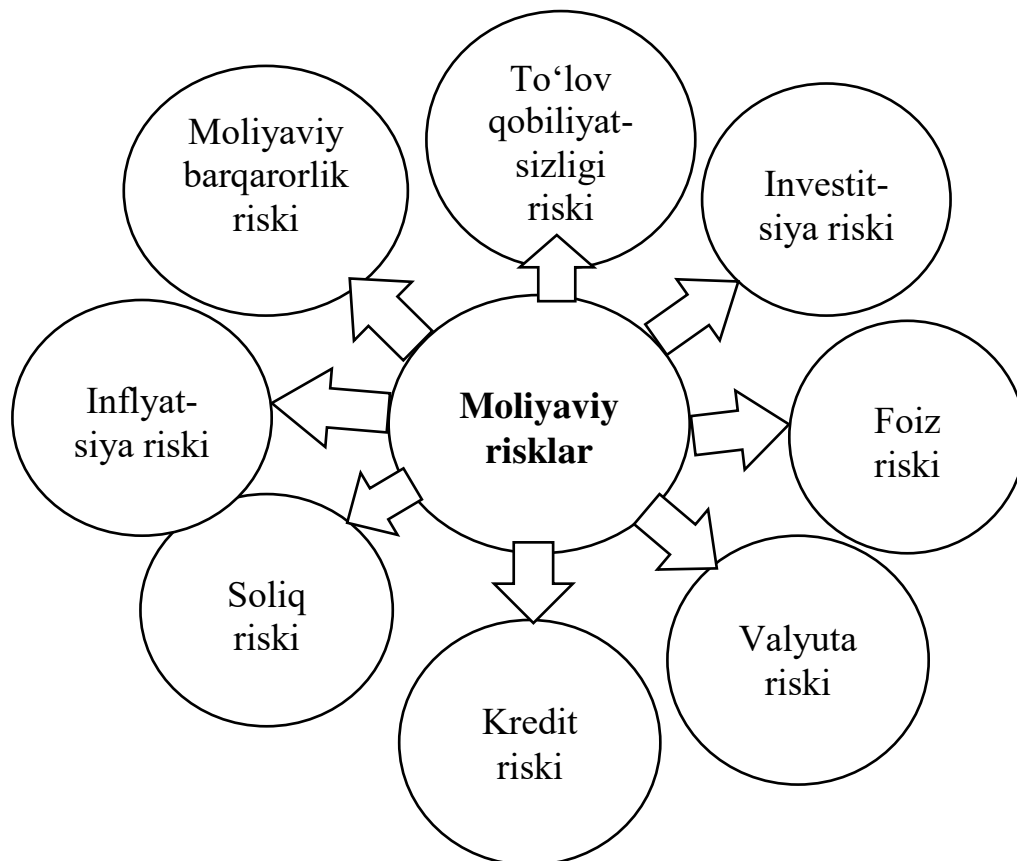 To‘lov
qobiliyat-
sizligi
riski
Moliyaviy
barqarorlik
riski
Investit-
siya riski
Inflyat-
siya riski
Moliyaviy
risklar
Foiz
riski
Soliq
riski
Valyuta
riski
Kredit
riski